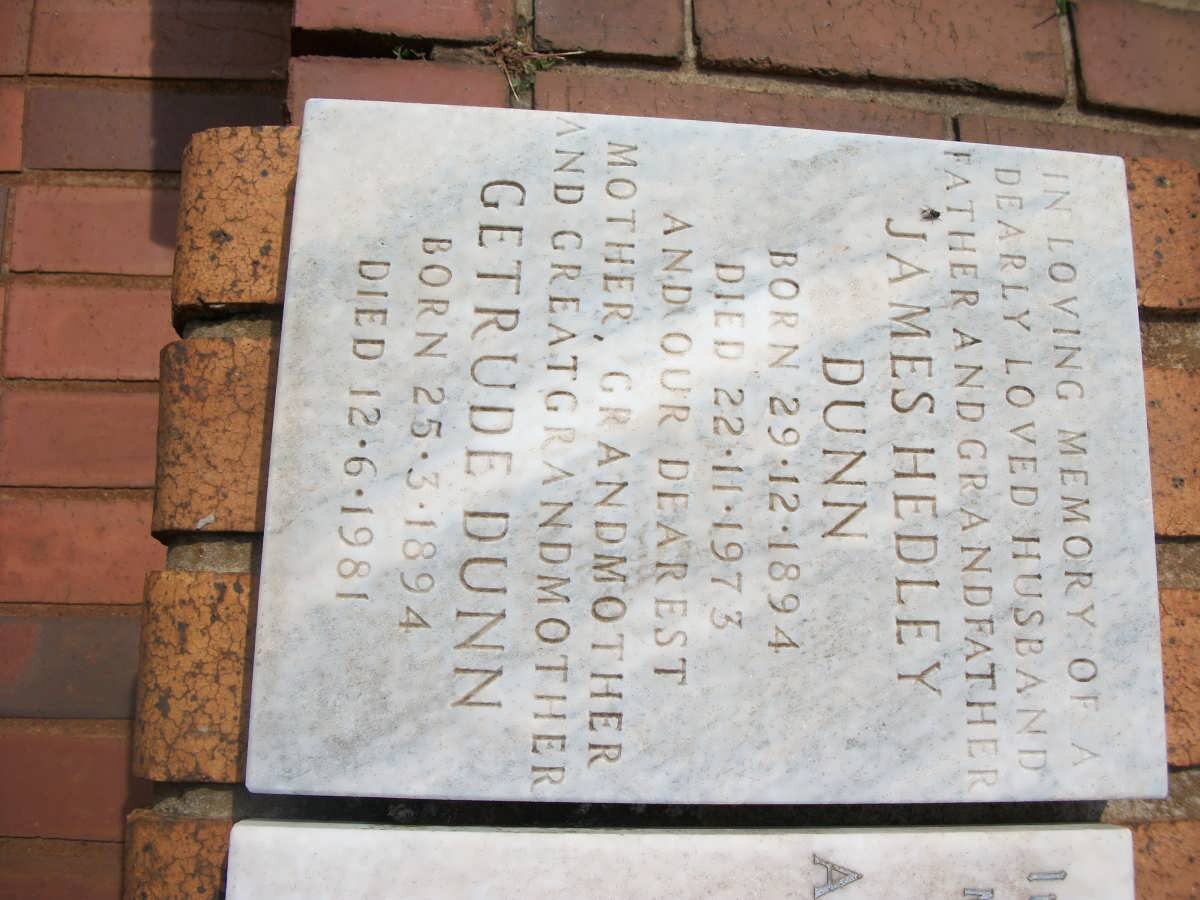 IN LOVING MEMORY OF A
DEARLY LOVED HUSBAND
FATHER AND GRANDFATHER
JAMES HEDLEY
DUNN
BORN 29·12·1894
DIED 22·11·1973
AND OUR DEAREST
MOTHER, GRANDMOTHER
AND GREATGRANDMOTHER
GETRUDE DUNN
BORN 25·3·1894
DIED 12·6·1981